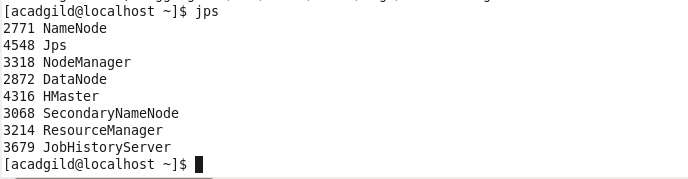 [acadgild@localhost ~]$ jps
2771 NameNode
4548 Jps
3318 NodeManager
2872 DataNode
4316 HMaster
3068 SecondaryNameNode
3214 ResourceManager
3679 JobHistoryServer
[acadgild@localhost ~]$